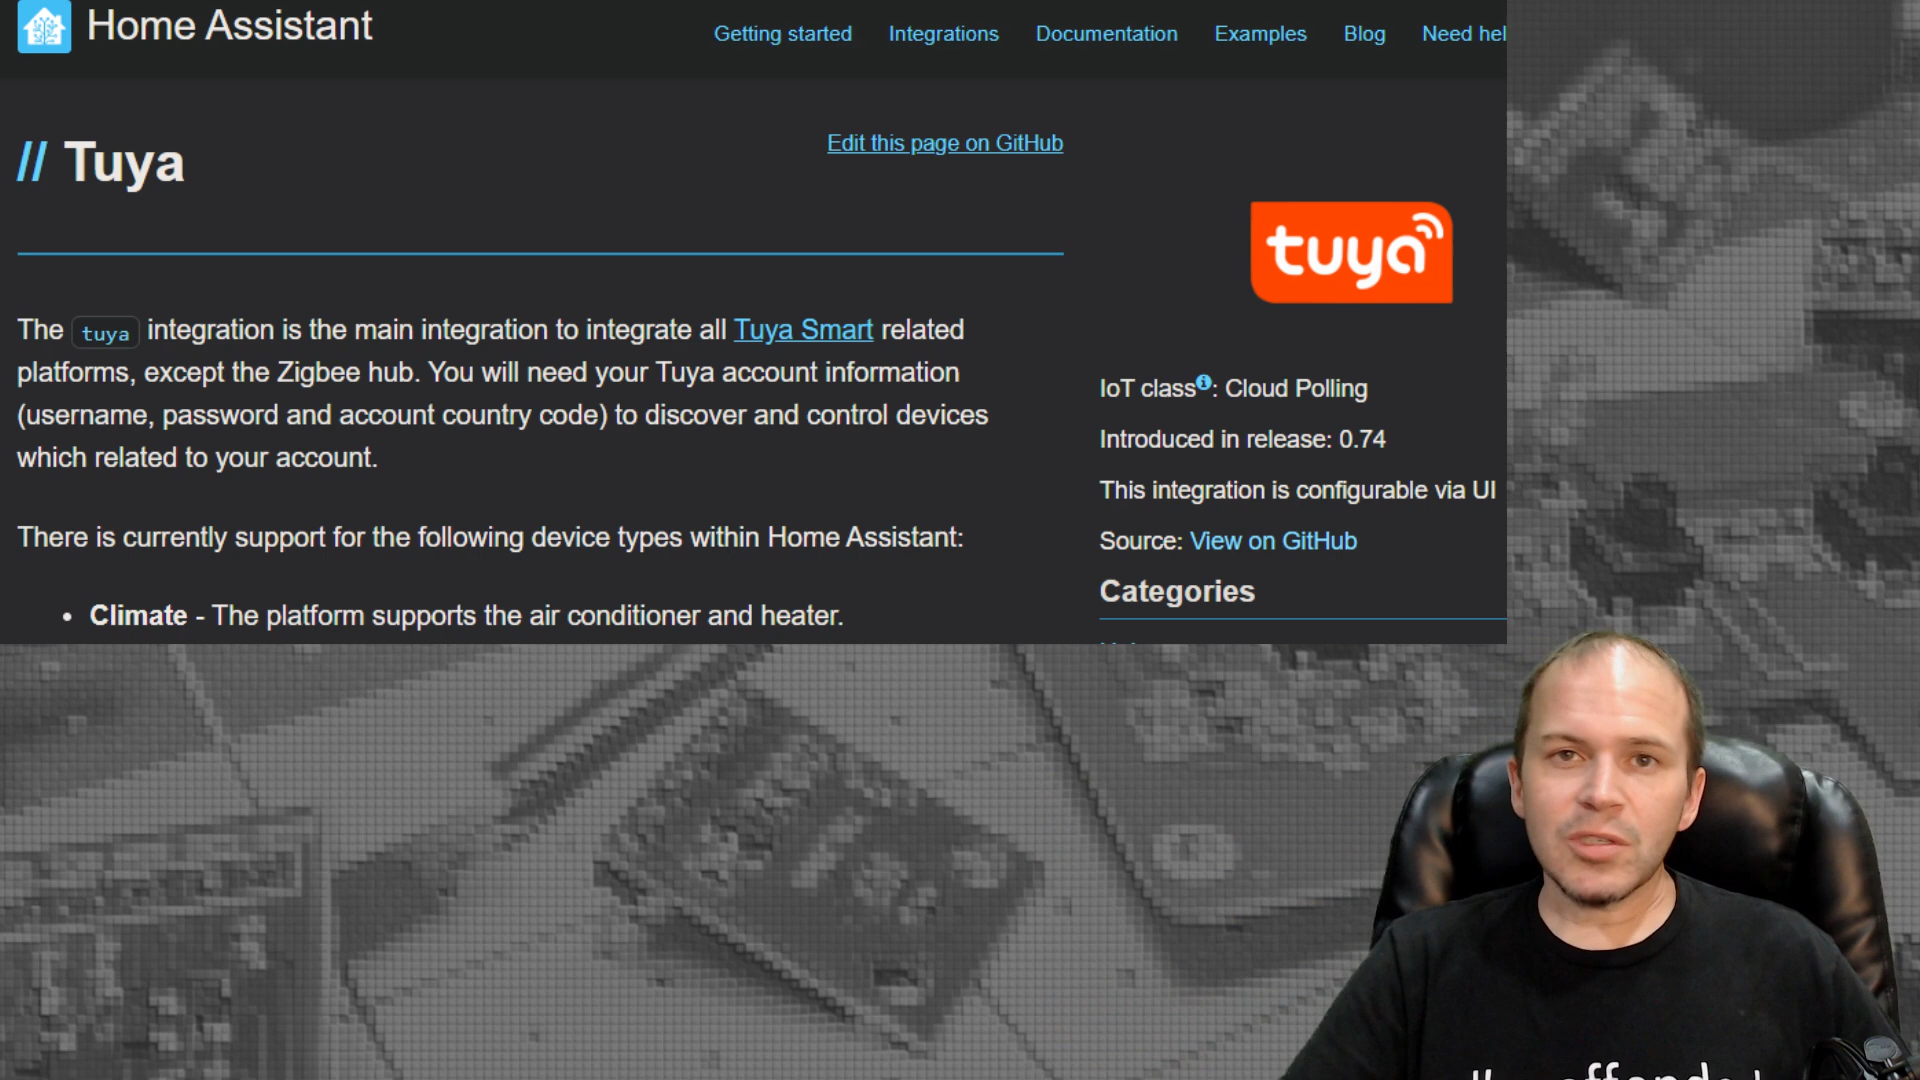 Home Assistant
Getting started Integrations Documentation Examples Blog Need hel
// Tuya
Edit this page on GitHub
tuya
The tuya integration is the main integration to integrate all Tuya Smart related
platforms, except the Zigbee hub. You will need your Tuya account information
(username, password and account country code) to discover and control devices
which related to your account.
There is currently support for the following device types within Home Assistant:
• Climate - The platform supports the air conditioner and heater.
IoT class: Cloud Polling
Introduced in release: 0.74
This integration is configurable via UI
Source: View on GitHub
Categories